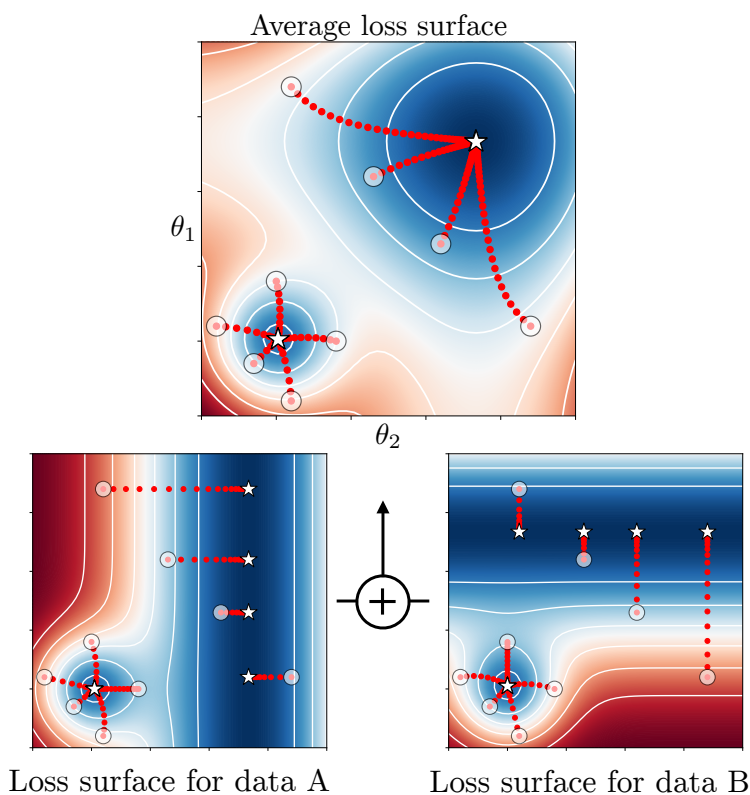 Average loss surface
θ₁
θ₂
Loss surface for data A
Loss surface for data B